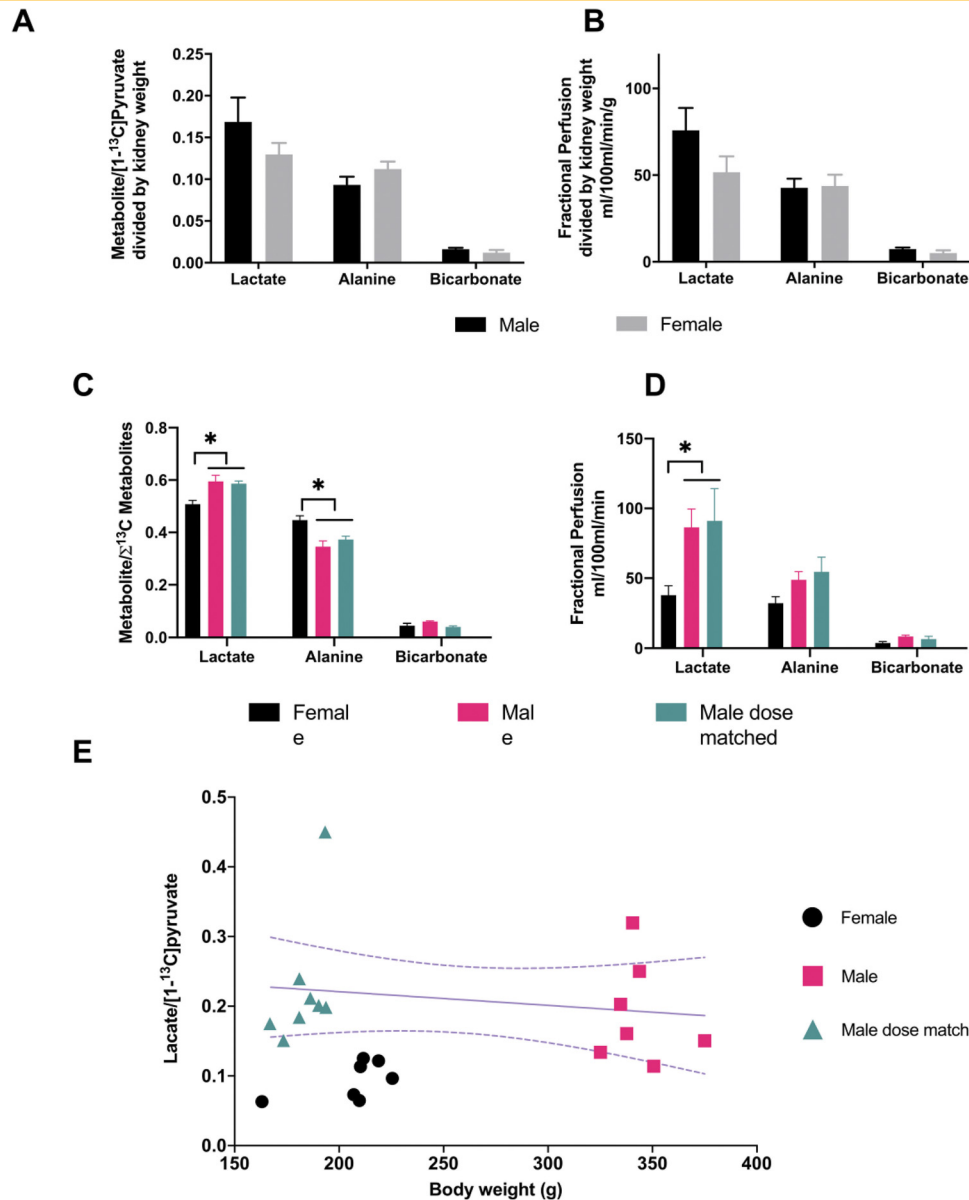 A
Metabolite/[1-¹³C]Pyruvate
divided by kidney weight
0.25
0.20
0.15
0.10
0.05
0.00
Lactate
Alanine
Bicarbonate
B
Fractional Perfusion
divided by kidney weight
ml/100ml/min/g
100
50
0
Lactate
Alanine
Bicarbonate
Male
Female
C
Metabolite/Σ¹³C Metabolites
0.8
0.6
0.4
0.2
0.0
*
*
Lactate
Alanine
Bicarbonate
D
Fractional Perfusion
ml/100ml/min
150
100
50
0
*
Lactate
Alanine
Bicarbonate
Femal
e
Mal
e
Male dose
matched
E
Lacate/[1-¹³C]pyruvate
0.5
0.4
0.3
0.2
0.1
0.0
150
200
250
300
350
400
Body weight (g)
Female
Male
Male dose match